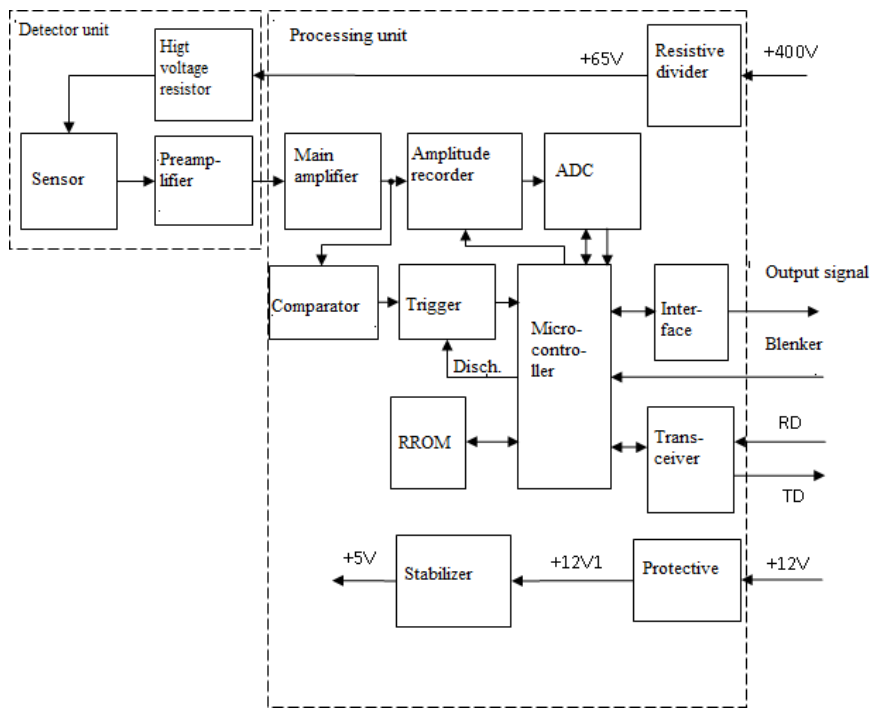 Detector unit
Higt
voltage
resistor
Processing unit
+65V
Resistive
divider
+400V
Sensor
Preamp-
lifier
Main
amplifier
Amplitude
recorder
ADC
Comparator
Trigger
Micro-
contro-
ller
Inter-
face
Output signal
Blenker
Disch.
RROM
Trans-
ceiver
RD
TD
+5V
Stabilizer
+12V1
Protective
+12V